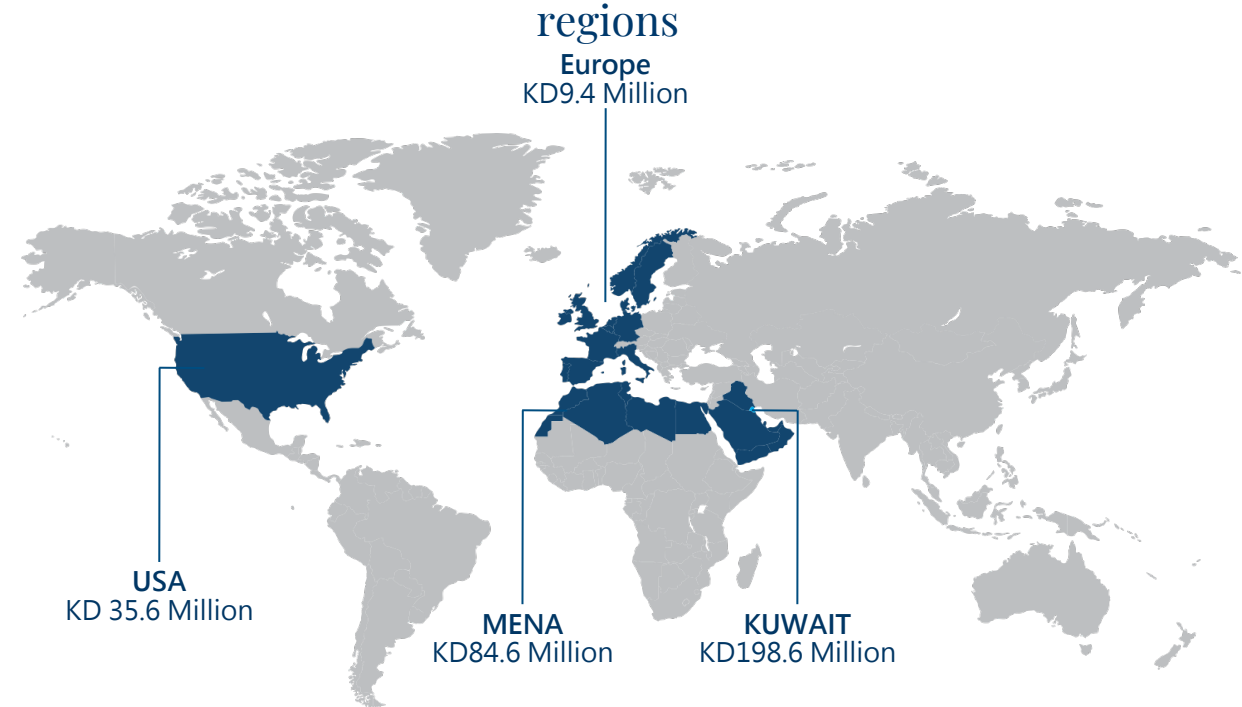 regions
Europe
KD9.4 Million
USA
KD 35.6 Million
MENA
KD84.6 Million
KUWAIT
KD198.6 Million